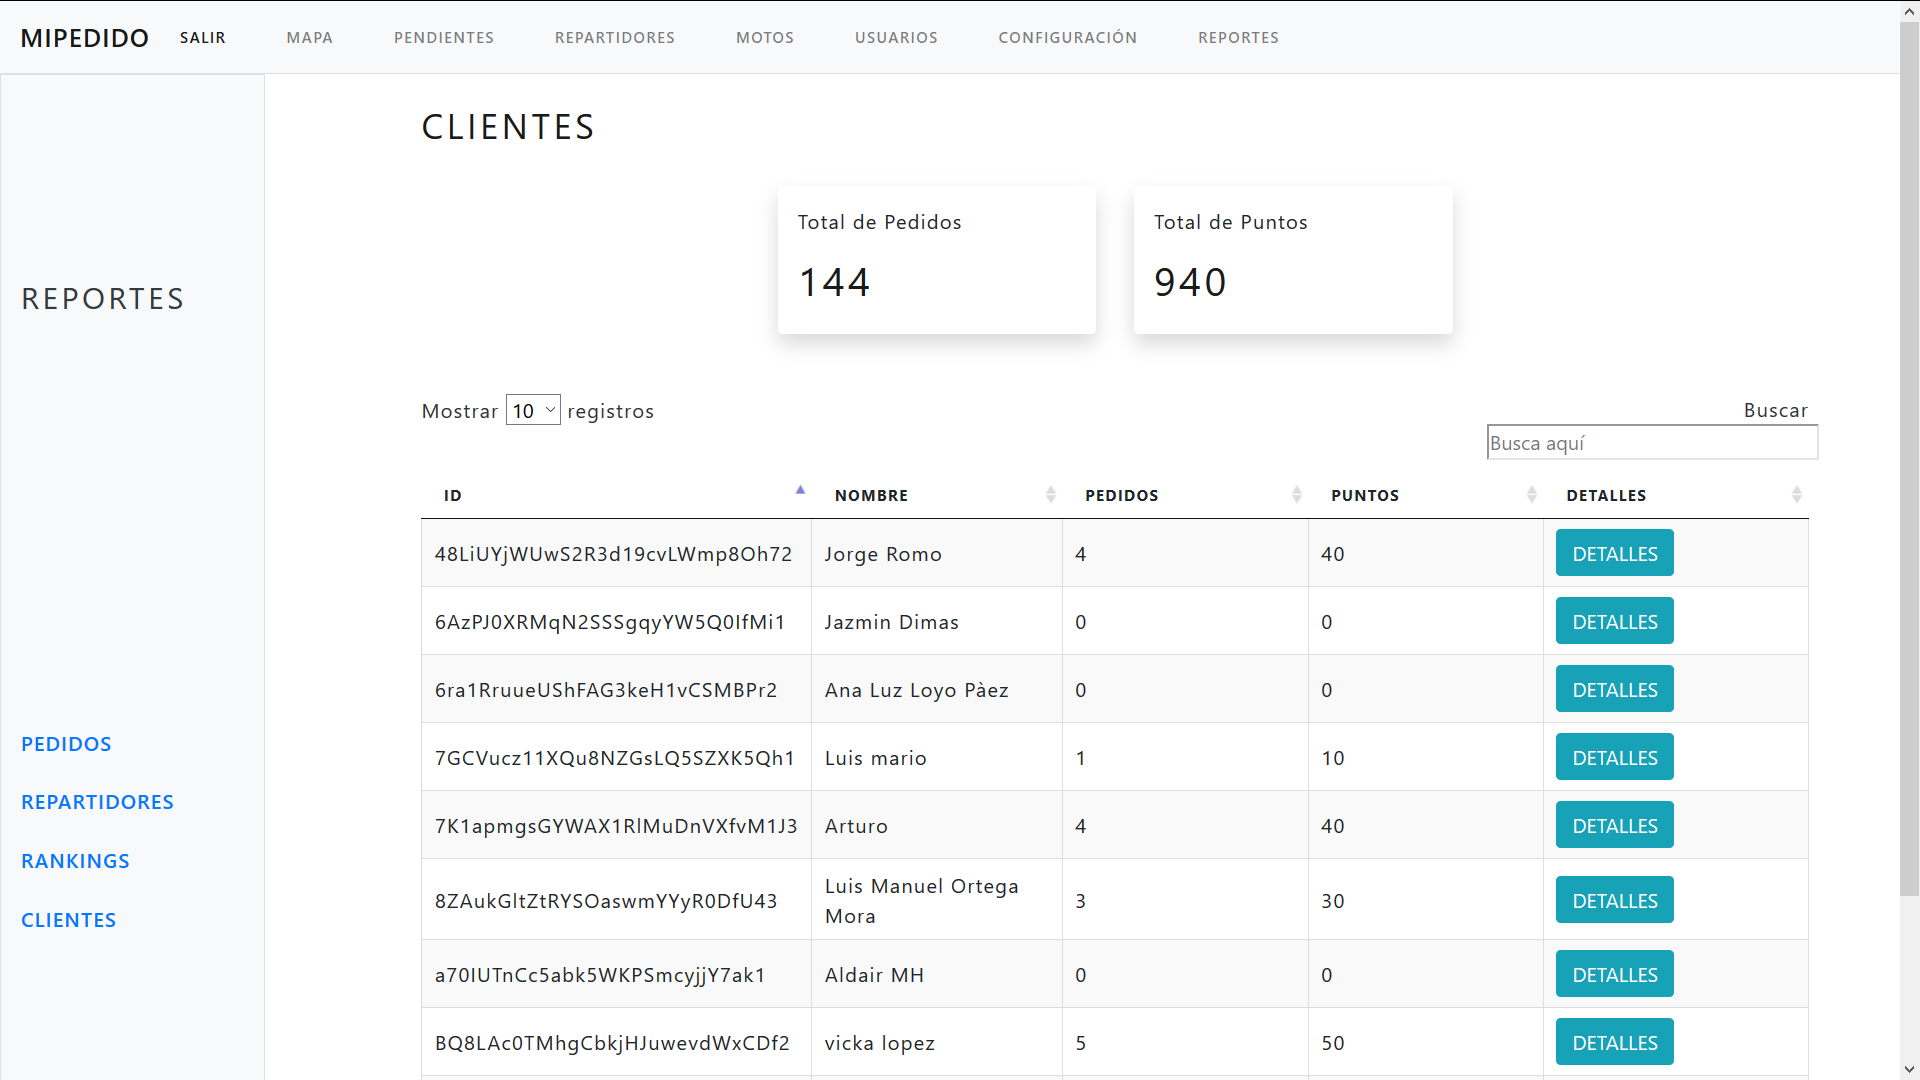 MIPEDIDO SALIR MAPA PENDIENTES REPARTIDORES MOTOS USUARIOS CONFIGURACIÓN REPORTES
REPORTES
PEDIDOS
REPARTIDORES
RANKINGS
CLIENTES
CLIENTES
Total de Pedidos
144
Total de Puntos
940
Mostrar 10 registros
Buscar
Busca aquí
ID NOMBRE PEDIDOS PUNTOS DETALLES
48LiUYjWUwS2R3d19cvLWmp8Oh72 Jorge Romo 4 40 DETALLES
6AzPJ0XRMqN2SSSgqyYW5Q0IfMi1 Jazmin Dimas 0 0 DETALLES
6ra1RruueUShFAG3keH1vCSMBPr2 Ana Luz Loyo Pàez 0 0 DETALLES
7GCVucz11XQu8NZGsLQ5SZXK5Qh1 Luis mario 1 10 DETALLES
7K1apmgsGYWAX1RlMuDnVXfvM1J3 Arturo 4 40 DETALLES
8ZAukGltZtRYSOaswmYYyR0DfU43 Luis Manuel Ortega Mora 3 30 DETALLES
a70IUTnCc5abk5WKPSmcyjjY7ak1 Aldair MH 0 0 DETALLES
BQ8LAc0TMhgCbkjHJuwevdWxCDf2 vicka lopez 5 50 DETALLES